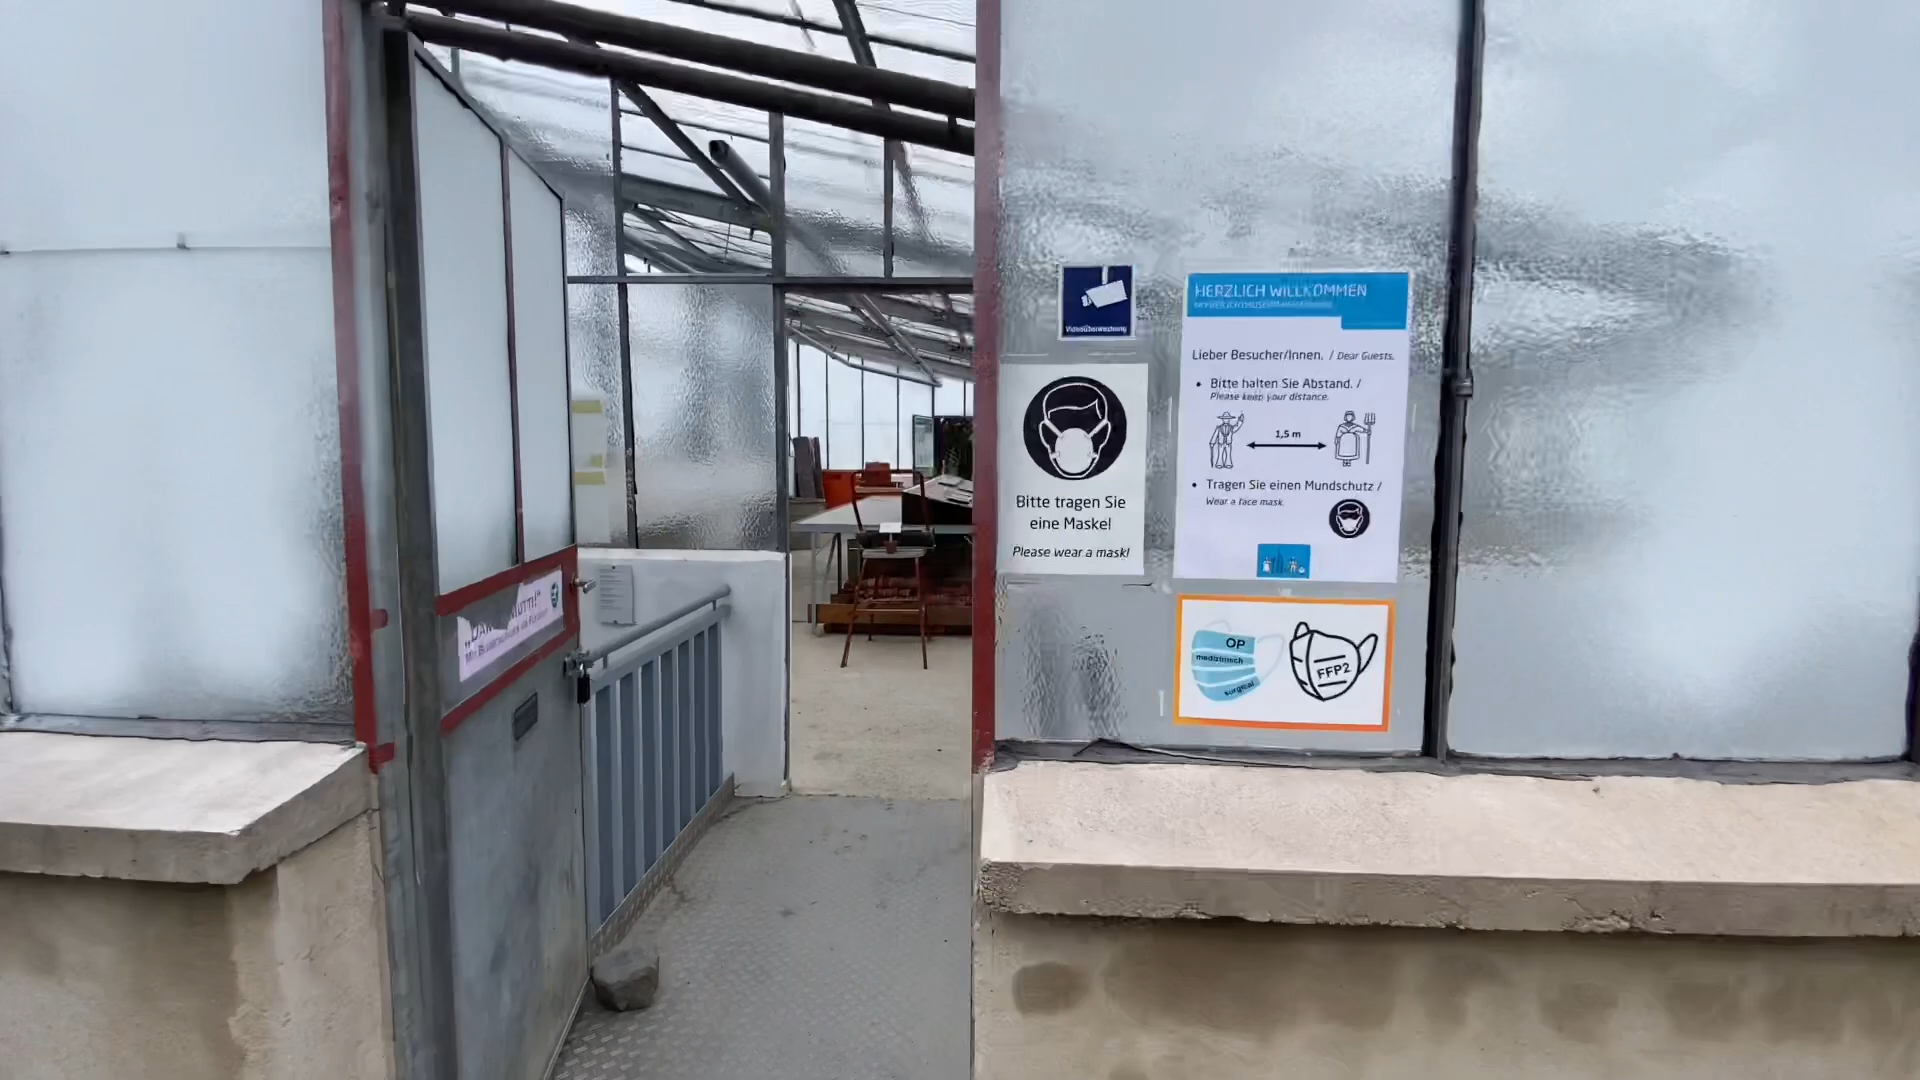 Videoüberwachung
Bitte tragen Sie
eine Maske!
Please wear a mask!
HERZLICH WILLKOMMEN
Lieber Besucher/Innen. / Dear Guests.
• Bitte halten Sie Abstand. /
Please keep your distance.
1,5 m
• Tragen Sie einen Mundschutz /
Wear a face mask.
OP
medizinisch
surgical
FFP2